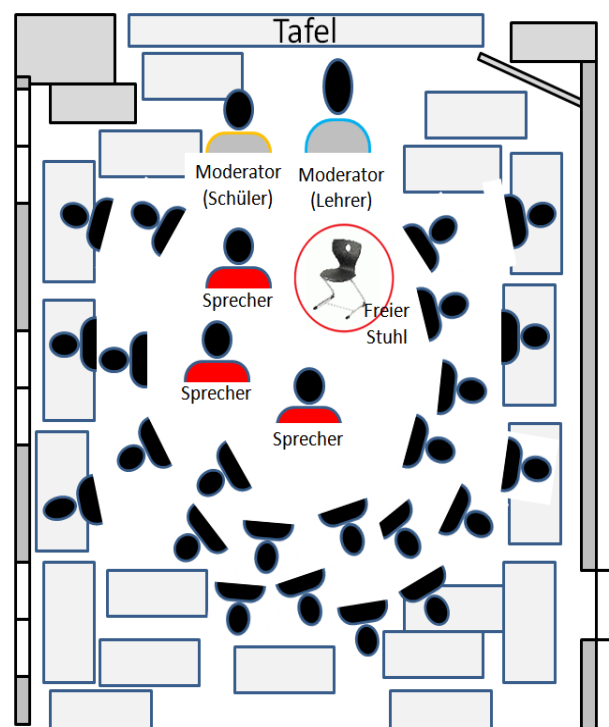 Tafel
Moderator
(Schüler)
Moderator
(Lehrer)
Sprecher
Freier
Stuhl
Sprecher
Sprecher